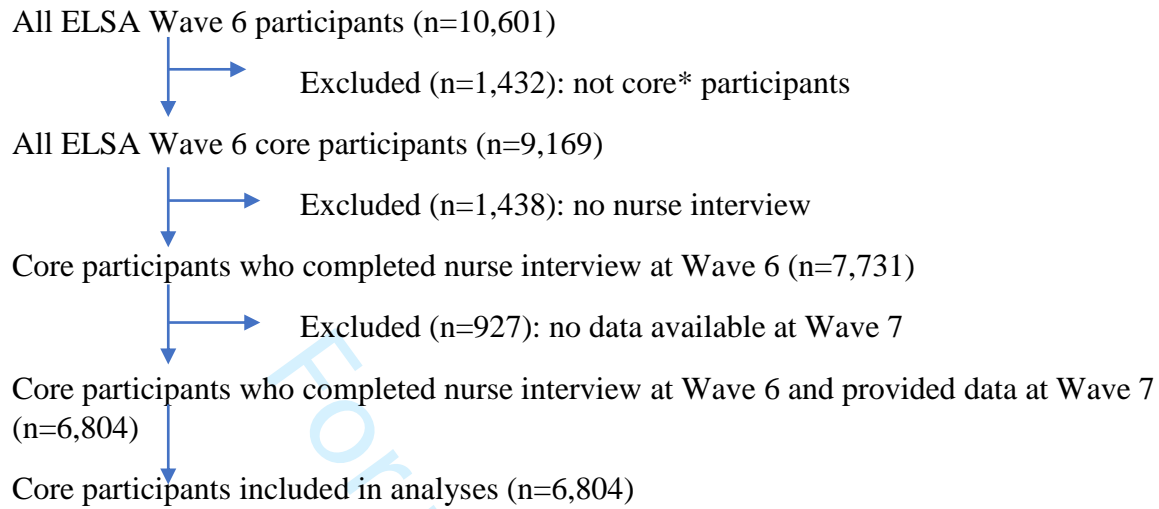 All ELSA Wave 6 participants (n=10,601)
Excluded (n=1,432): not core* participants
All ELSA Wave 6 core participants (n=9,169)
Excluded (n=1,438): no nurse interview
Core participants who completed nurse interview at Wave 6 (n=7,731)
Excluded (n=927): no data available at Wave 7
Core participants who completed nurse interview at Wave 6 and provided data at Wave 7
(n=6,804)
Core participants included in analyses (n=6,804)
For